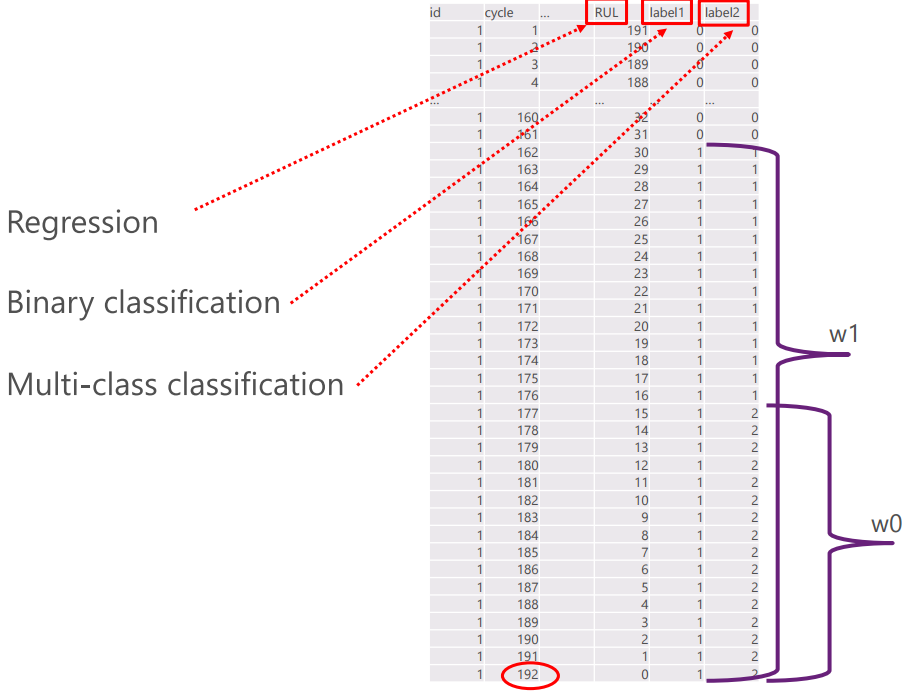 id cycle ... RUL label1 label2
1 1 191 0 0
1 2 190 0 0
1 3 189 0 0
1 4 188 0 0
... ... ...
1 160 32 0 0
1 161 31 0 0
1 162 30 1 1
1 163 29 1 1
1 164 28 1 1
1 165 27 1 1
Regression
1 166 26 1 1
1 167 25 1 1
1 168 24 1 1
1 169 23 1 1
1 170 22 1 1
Binary classification
1 171 21 1 1
1 172 20 1 1
w1
1 173 19 1 1
1 174 18 1 1
1 175 17 1 1
Multi-class classification
1 176 16 1 1
1 177 15 1 2
1 178 14 1 2
1 179 13 1 2
1 180 12 1 2
1 181 11 1 2
1 182 10 1 2
1 183 9 1 2
w0
1 184 8 1 2
1 185 7 1 2
1 186 6 1 2
1 187 5 1 2
1 188 4 1 2
1 189 3 1 2
1 190 2 1 2
1 191 1 1 2
1 192 0 1 2